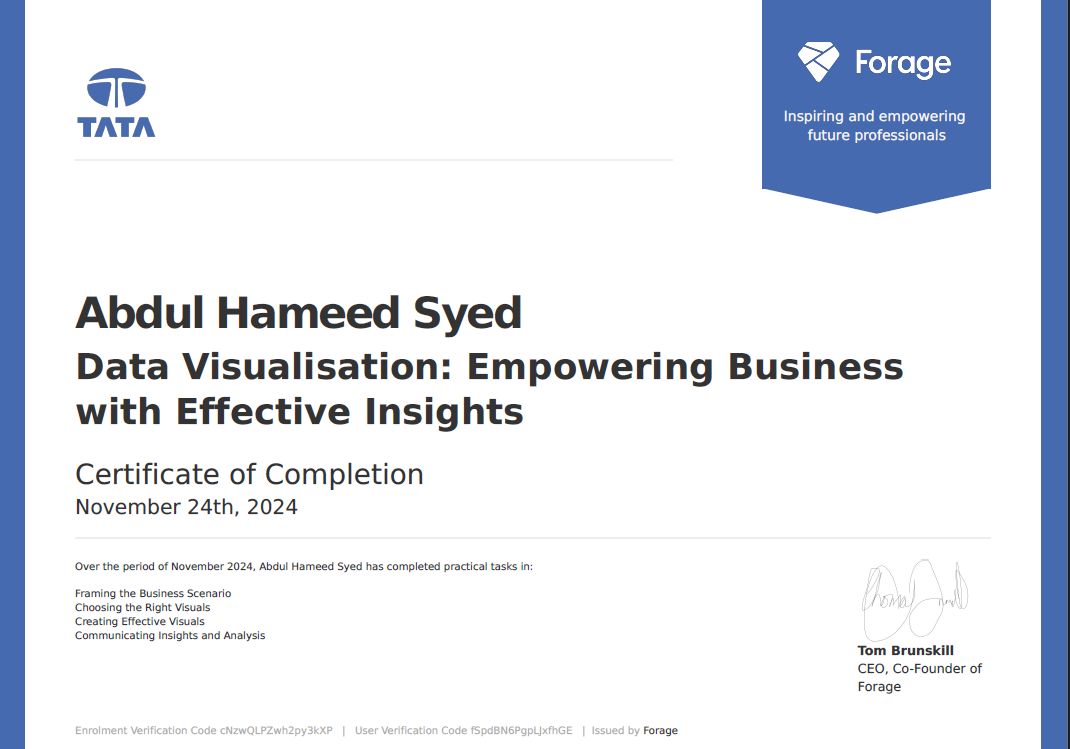 TATA
Forage
Inspiring and empowering
future professionals
Abdul Hameed Syed
Data Visualisation: Empowering Business
with Effective Insights
Certificate of Completion
November 24th, 2024
Over the period of November 2024, Abdul Hameed Syed has completed practical tasks in:
Framing the Business Scenario
Choosing the Right Visuals
Creating Effective Visuals
Communicating Insights and Analysis
Tom Brunskill
CEO, Co-Founder of
Forage
Enrolment Verification Code cNzwQLPZwh2py3kXP | User Verification Code fSpdBN6PgpLJxfhGE | Issued by Forage